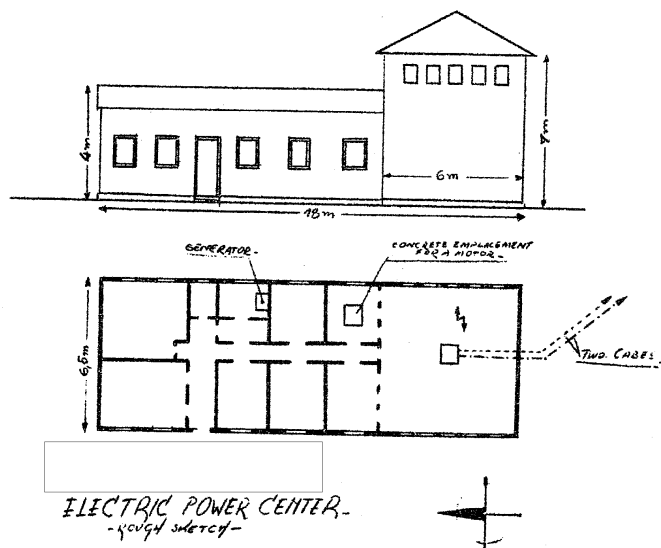 4m
7m
6m
18m
GENERATOR-
CONCRETE EMPLACEMENT
FOR A MOTOR-
6,5m
TWO CABES-
ELECTRIC POWER CENTER-
-ROUGH SKETCH-